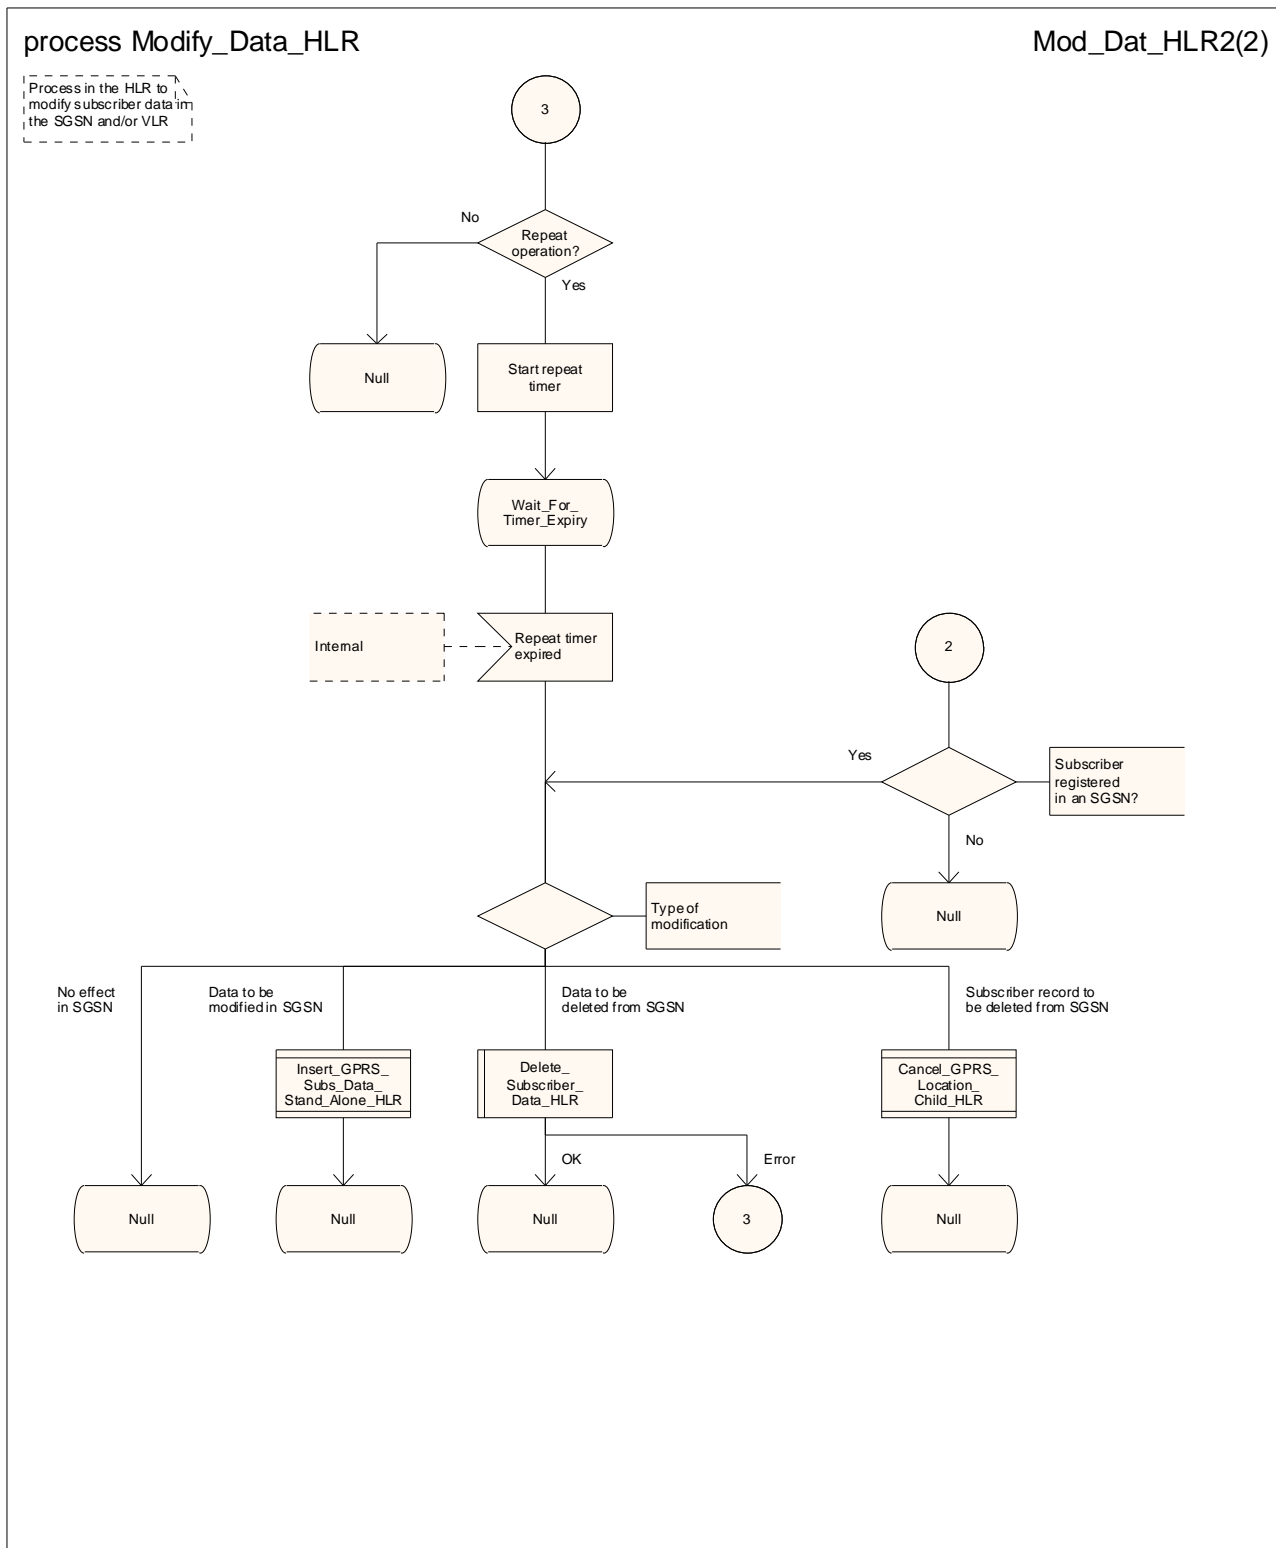 process Modify_Data_HLR
Mod_Dat_HLR2(2)
Process in the HLR to
modify subscriber data in
the SGSN and/or VLR
3
No
Repeat
operation?
Yes
Null
Start repeat
timer
Wait_For_
Timer_Expiry
Internal
Repeat timer
expired
2
Yes
Subscriber
registered
in an SGSN?
No
Type of
modification
Null
No effect
in SGSN
Data to be
modified in SGSN
Data to be
deleted from SGSN
Subscriber record to
be deleted from SGSN
Insert_GPRS_
Subs_Data_
Stand_Alone_HLR
Delete_
Subscriber_
Data_HLR
Cancel_GPRS_
Location_
Child_HLR
OK
Error
Null
Null
Null
3
Null